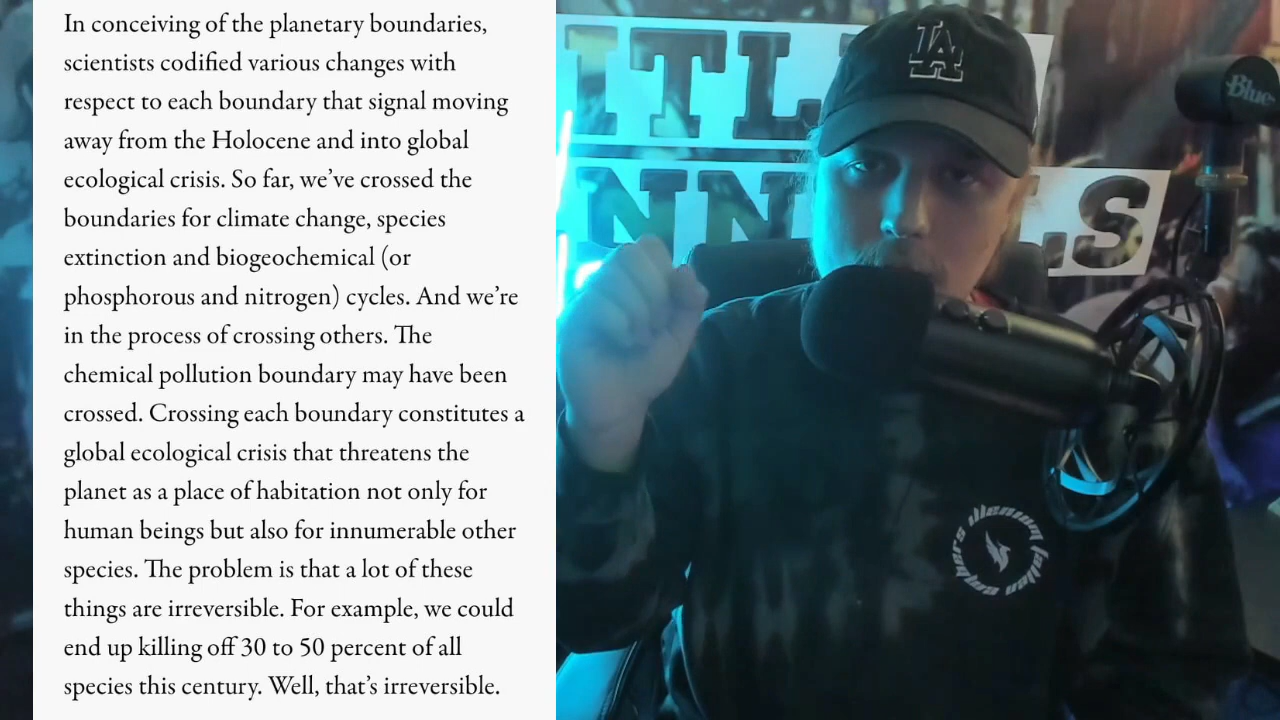 In conceiving of the planetary boundaries,
scientists codified various changes with
respect to each boundary that signal moving
away from the Holocene and into global
ecological crisis. So far, we’ve crossed the
boundaries for climate change, species
extinction and biogeochemical (or
phosphorous and nitrogen) cycles. And we’re
in the process of crossing others. The
chemical pollution boundary may have been
crossed. Crossing each boundary constitutes a
global ecological crisis that threatens the
planet as a place of habitation not only for
human beings but also for innumerable other
species. The problem is that a lot of these
things are irreversible. For example, we could
end up killing off 30 to 50 percent of all
species this century. Well, that’s irreversible.
ITL
NN LS
LA
Blue
illenium fallen embers